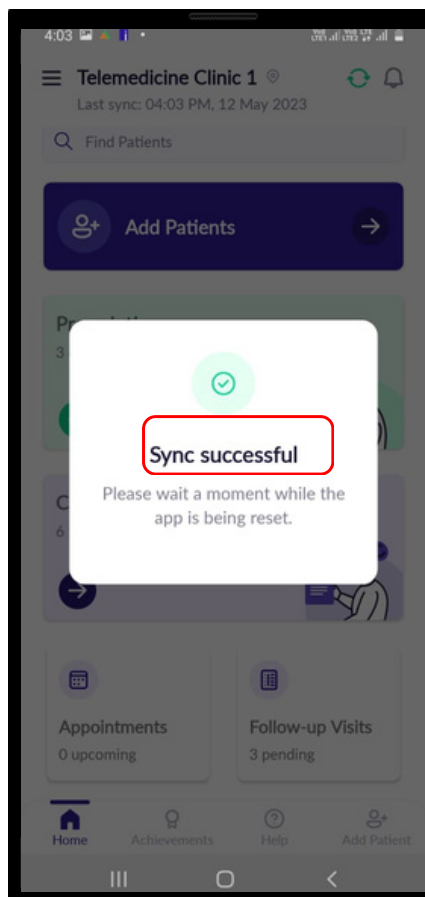 4:03
Telemedicine Clinic 1
Last sync: 04:03 PM, 12 May 2023
Find Patients
Add Patients
3
Sync successful
Please wait a moment while the
app is being reset.
C
6
Appointments
0 upcoming
Follow-up Visits
3 pending
Home
Achievements
Help
Add Patient